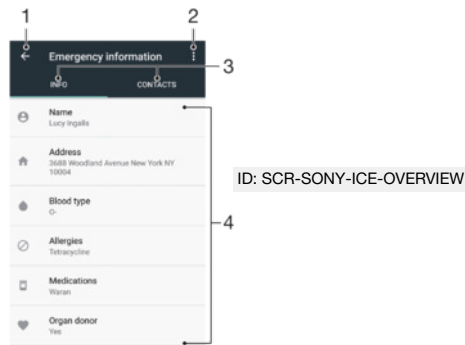 1
2
Emergency information
3
INFO
CONTACTS
Name
Lucy Ingalls
Address
3688 Woodland Avenue New York NY
10004
ID: SCR-SONY-ICE-OVERVIEW
Blood type
O-
4
Allergies
Tetracycline
Medications
Waran
Organ donor
Yes